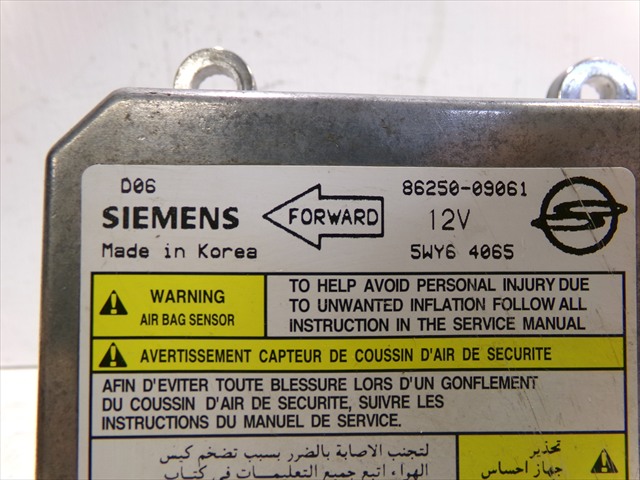 D06
86250-09061
SIEMENS
FORWARD
12V
Made in Korea
5WY6 4065
WARNING
AIR BAG SENSOR
TO HELP AVOID PERSONAL INJURY DUE
TO UNWANTED INFLATION FOLLOW ALL
INSTRUCTION IN THE SERVICE MANUAL
AVERTISSEMENT CAPTEUR DE COUSSIN D'AIR DE SECURITE
AFIN D'EVITER TOUTE BLESSURE LORS D'UN GONFLEMENT
DU COUSSIN D'AIR DE SECURITE, SUIVRE LES
INSTRUCTIONS DU MANUEL DE SERVICE.
تحذير
جهاز احساس
لتجنب الاصابة بالضرر بسبب تضخم كيس
الهواء اتبع جميع التعليمات في كتاب